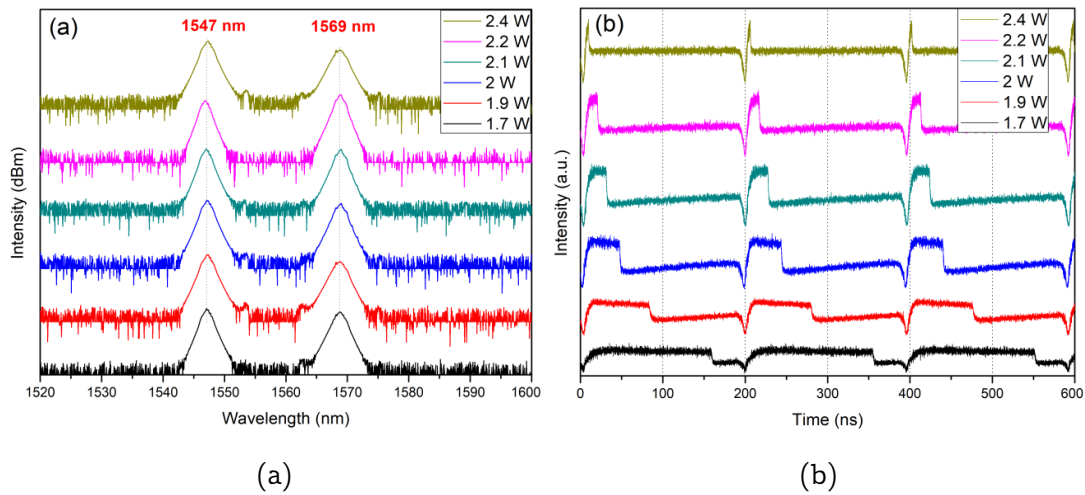 (a)
1547 nm 1569 nm
2.4 W
2.2 W
2.1 W
2 W
1.9 W
1.7 W
Intensity (dBm)
1520 1530 1540 1550 1560 1570 1580 1590 1600
Wavelength (nm)
(a)
(b)
2.4 W
2.2 W
2.1 W
2 W
1.9 W
1.7 W
Intensity (a.u.)
0 100 200 300 400 500 600
Time (ns)
(b)